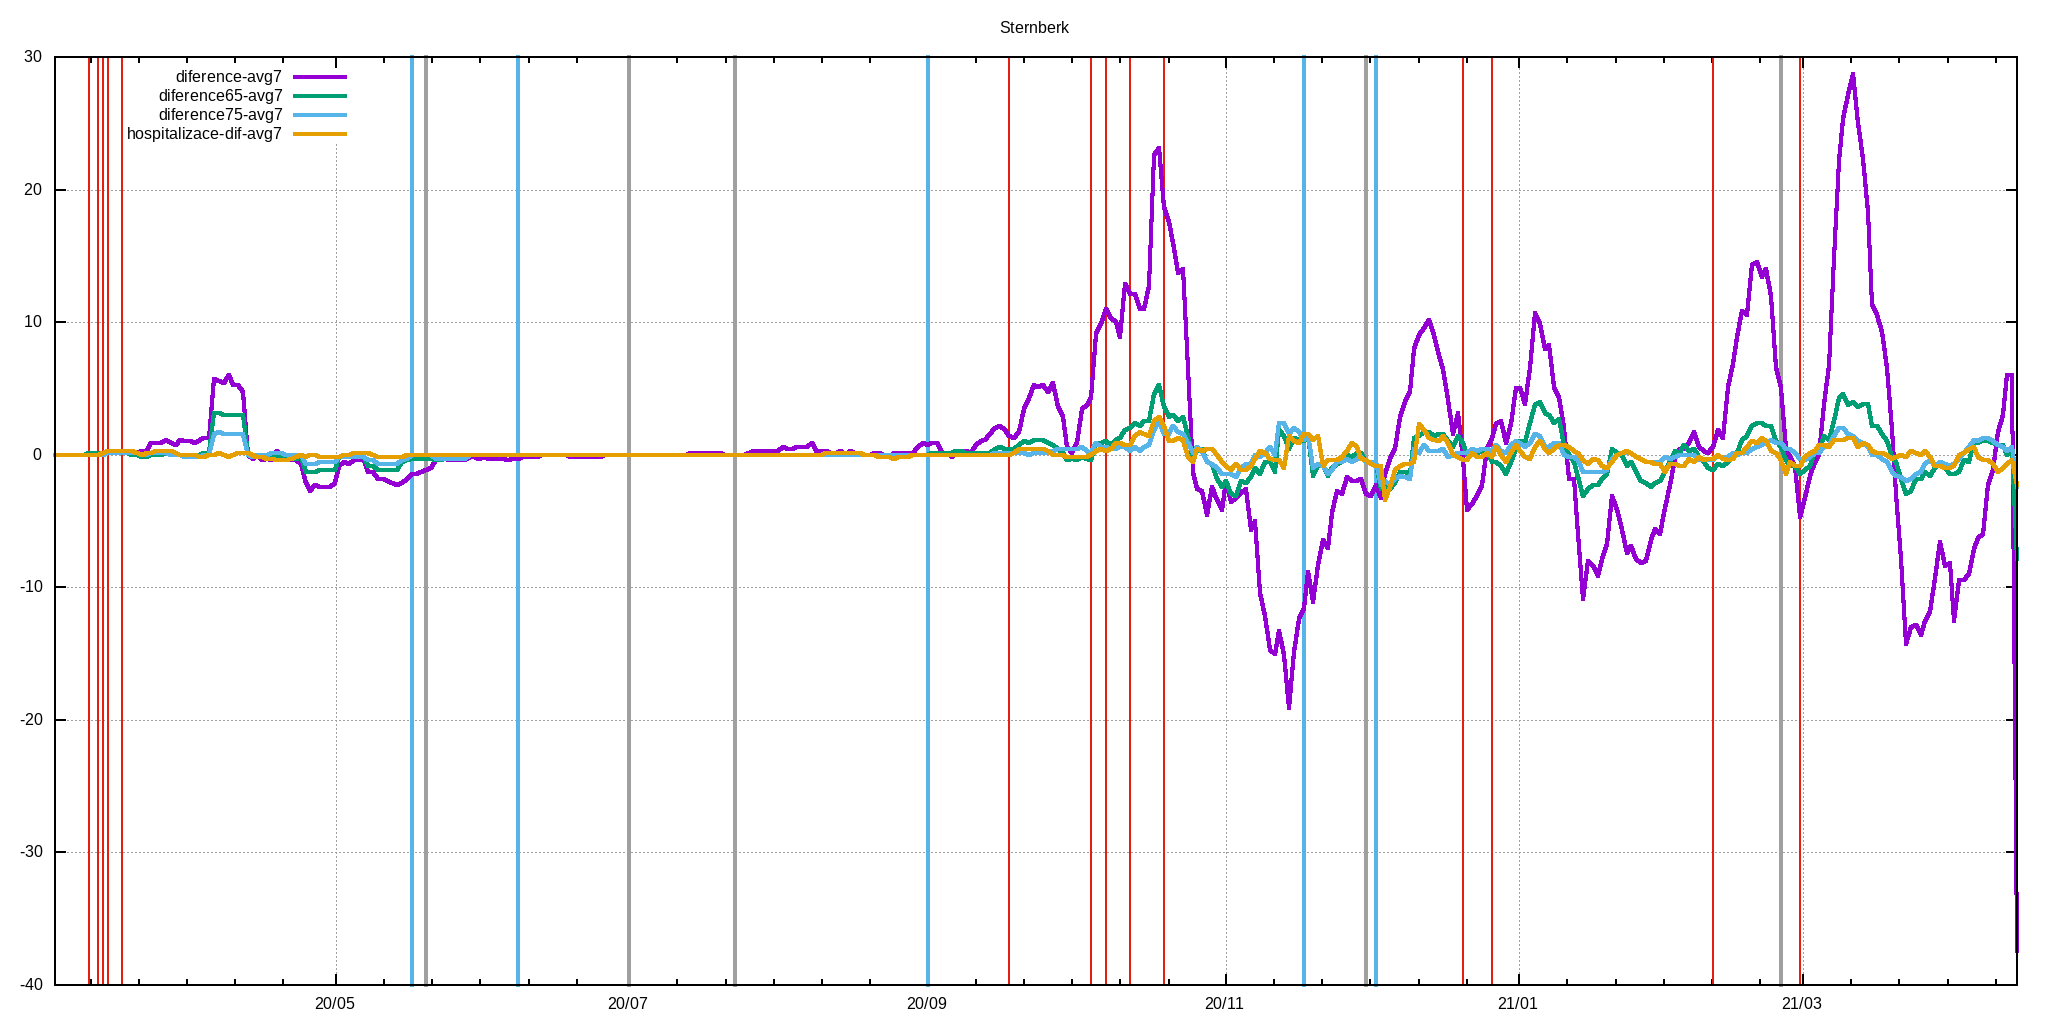 Sternberk
30
diference-avg7
diference65-avg7
diference75-avg7
hospitalizace-dif-avg7
20
10
0
-10
-20
-30
-40
20/05 20/07 20/09 20/11 21/01 21/03